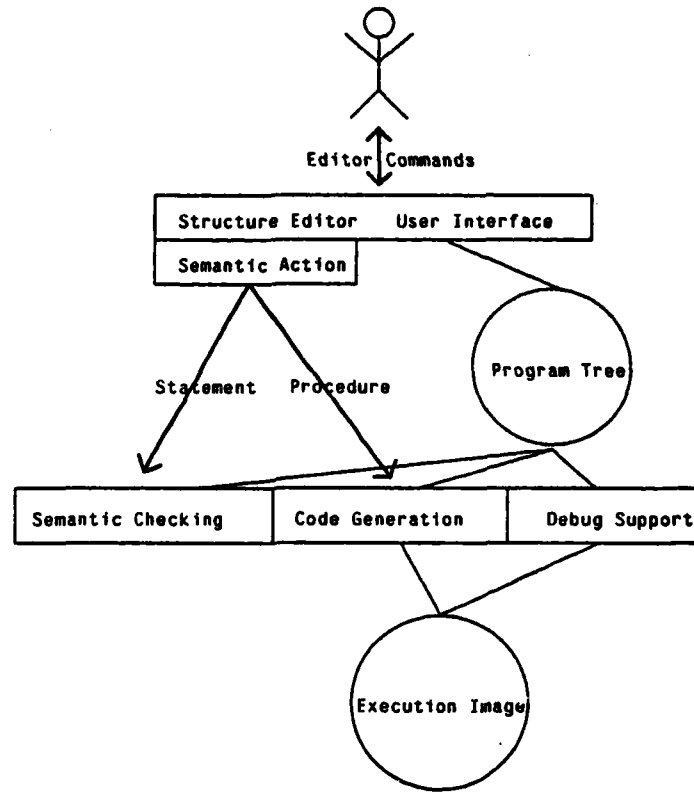 Editor Commands
Structure Editor User Interface
Semantic Action
Program Tree
Statement Procedure
Semantic Checking Code Generation Debug Support
Execution Image